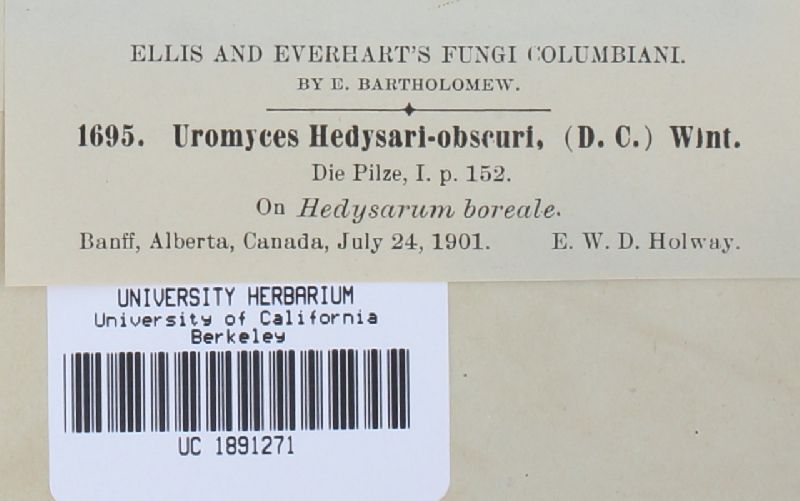 ELLIS AND EVERHART'S FUNGI COLUMBIANI.
BY E. BARTHOLOMEW.
1695. Uromyces Hedysari-obscuri, (D. C.) Wint.
Die Pilze, I. p. 152.
On Hedysarum boreale.
Banff, Alberta, Canada, July 24, 1901. E. W. D. Holway.
UNIVERSITY HERBARIUM
University of California
Berkeley
UC 1891271